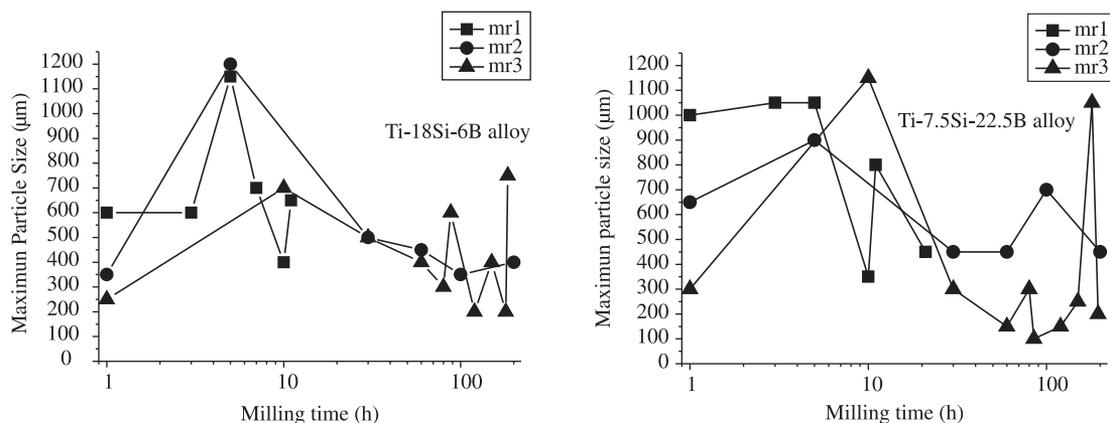 mr1
mr2
mr3
1200
1100
1000
900
800
700
600
500
400
300
200
100
0
Maximun Particle Size (μm)
Ti-18Si-6B alloy
1
10
100
Milling time (h)
mr1
mr2
mr3
1200
1100
1000
900
800
700
600
500
400
300
200
100
0
Maximun particle size (μm)
Ti-7.5Si-22.5B alloy
1
10
100
Milling time (h)